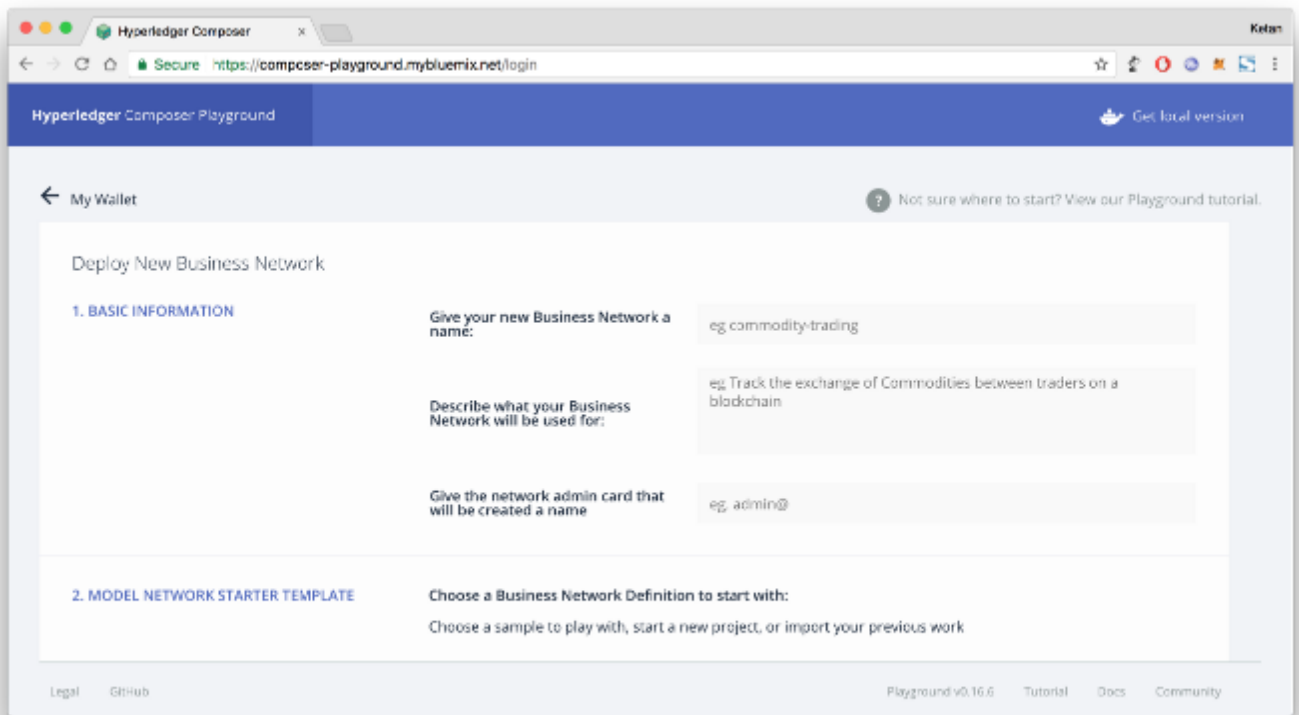 Hyperledger Composer
Ketan
Secure https://composer-playground.mybluemix.net/login
Hyperledger Composer Playground
Get local version
My Wallet
? Not sure where to start? View our Playground tutorial.
Deploy New Business Network
1. BASIC INFORMATION
Give your new Business Network a
name:
eg commodity-trading
Describe what your Business
Network will be used for:
eg Track the exchange of Commodities between traders on a
blockchain
Give the network admin card that
will be created a name
eg. admin@
2. MODEL NETWORK STARTER TEMPLATE
Choose a Business Network Definition to start with:
Choose a sample to play with, start a new project, or import your previous work
Legal GitHub Playground v0.16.6 Tutorial Docs Community